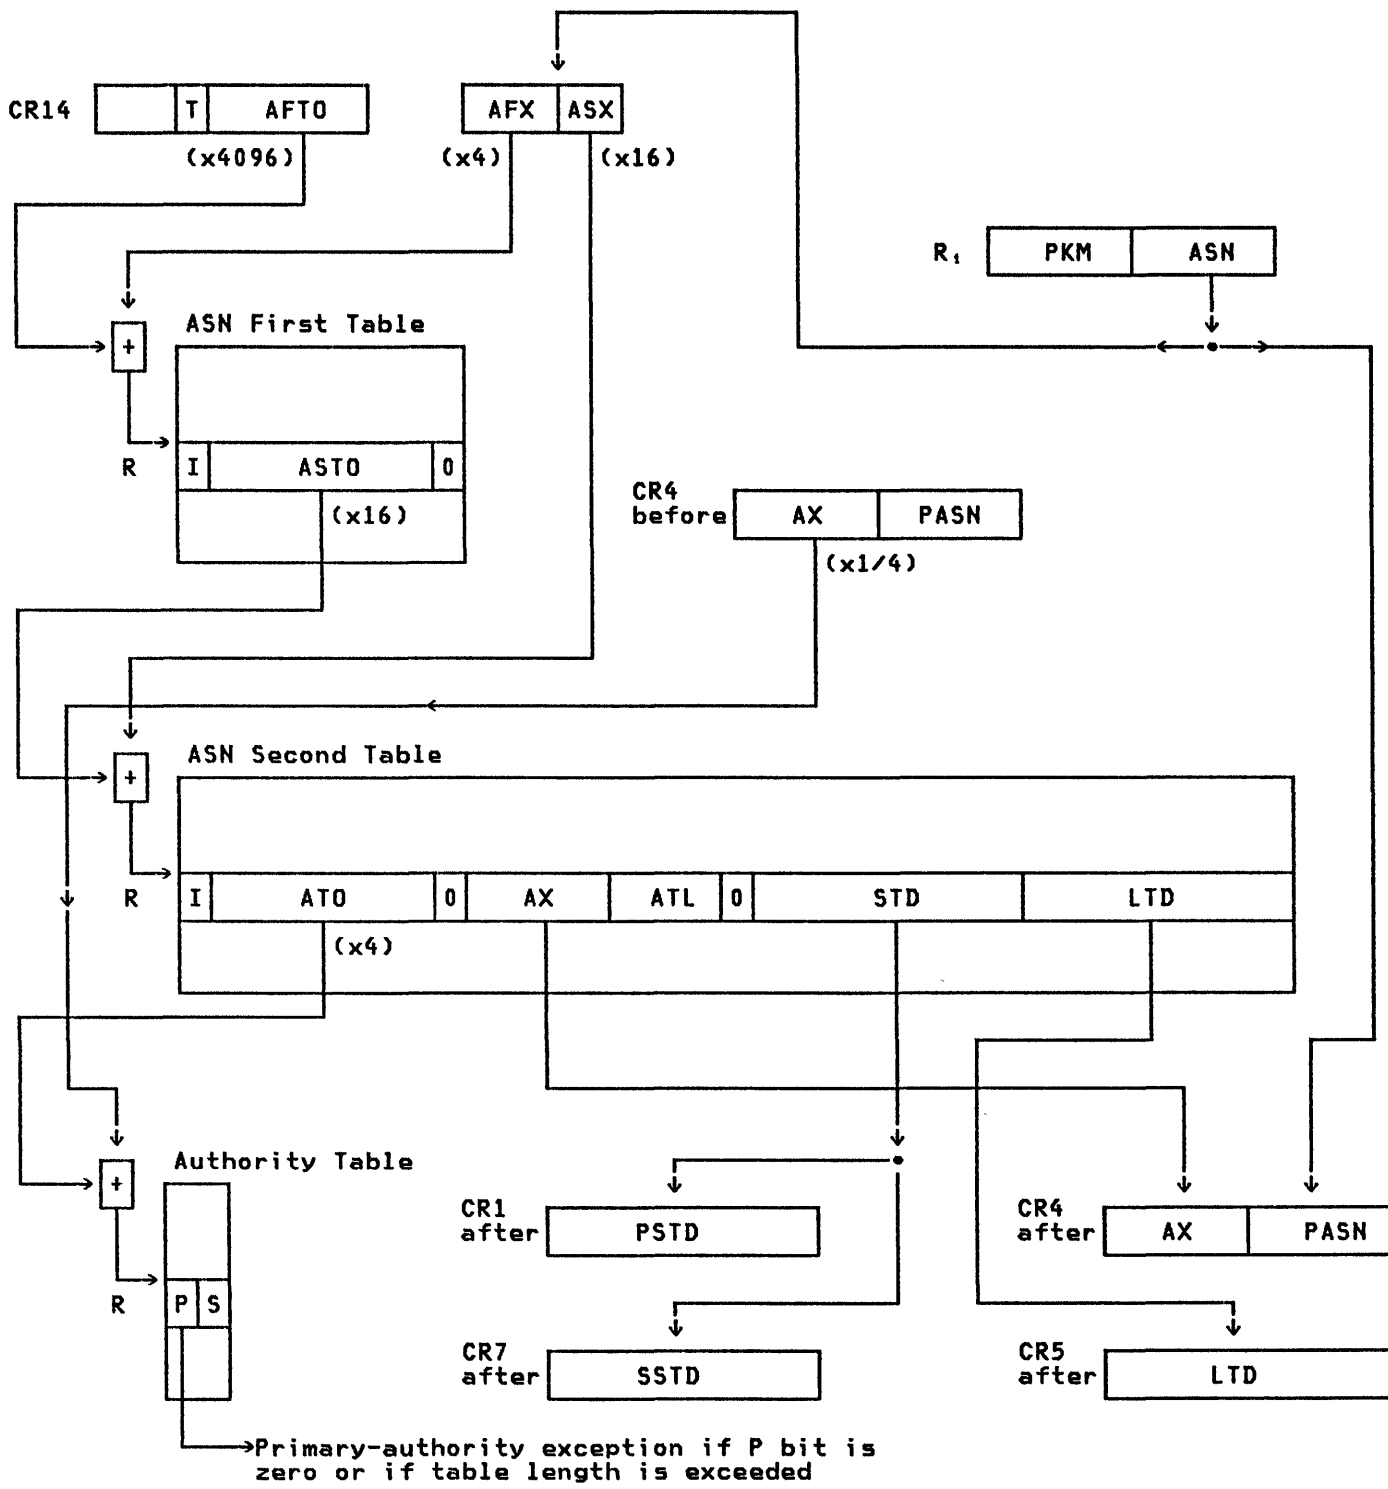 CR14 T AFTO AFX ASX
(x4096) (x4) (x16)
R₁ PKM ASN
ASN First Table
+
R I ASTO 0
(x16)
CR4
before AX PASN
(x1/4)
ASN Second Table
+
R I ATO 0 AX ATL 0 STD LTD
(x4)
Authority Table
+
CR1
after PSTD
CR4
after AX PASN
R P S
CR7
after SSTD
CR5
after LTD
Primary-authority exception if P bit is
zero or if table length is exceeded